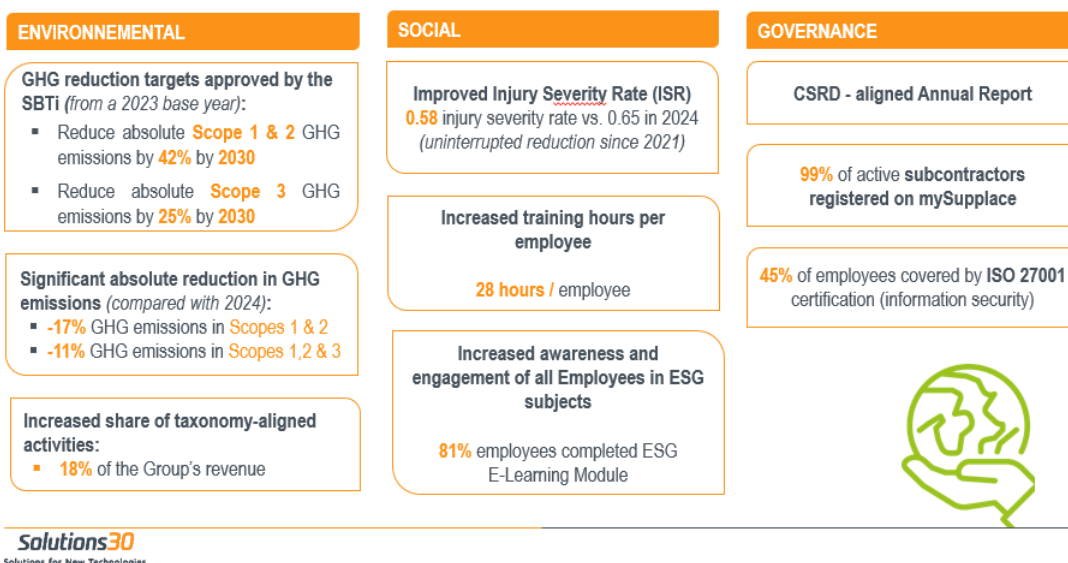 ENVIRONNEMENTAL
GHG reduction targets approved by the
SBTi (from a 2023 base year):
▪ Reduce absolute Scope 1 & 2 GHG
emissions by 42% by 2030
▪ Reduce absolute Scope 3 GHG
emissions by 25% by 2030
Significant absolute reduction in GHG
emissions (compared with 2024):
▪ -17% GHG emissions in Scopes 1 & 2
▪ -11% GHG emissions in Scopes 1,2 & 3
Increased share of taxonomy-aligned
activities:
▪ 18% of the Group's revenue
SOCIAL
Improved Injury Severity Rate (ISR)
0.58 injury severity rate vs. 0.65 in 2024
(uninterrupted reduction since 2021)
Increased training hours per
employee
28 hours / employee
Increased awareness and
engagement of all Employees in ESG
subjects
81% employees completed ESG
E-Learning Module
GOVERNANCE
CSRD - aligned Annual Report
99% of active subcontractors
registered on mySupplace
45% of employees covered by ISO 27001
certification (information security)
Solutions30
Solutions for New Technologies